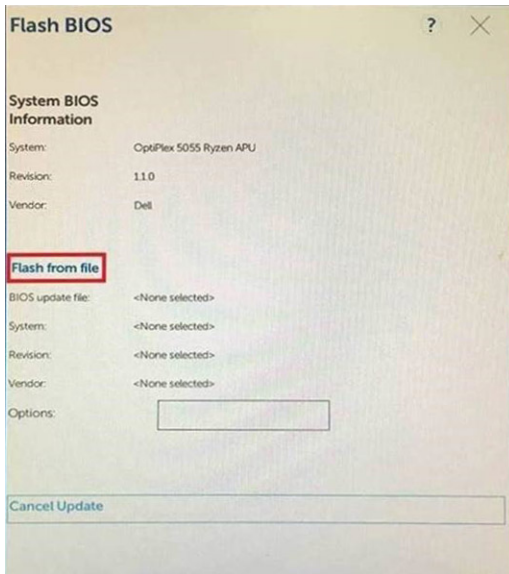 Flash BIOS ?
System BIOS
Information
System: OptiPlex 5055 Ryzen APU
Revision: 1.1.0
Vendor: Dell
Flash from file
BIOS update file: <None selected>
System: <None selected>
Revision: <None selected>
Vendor: <None selected>
Options:
Cancel Update